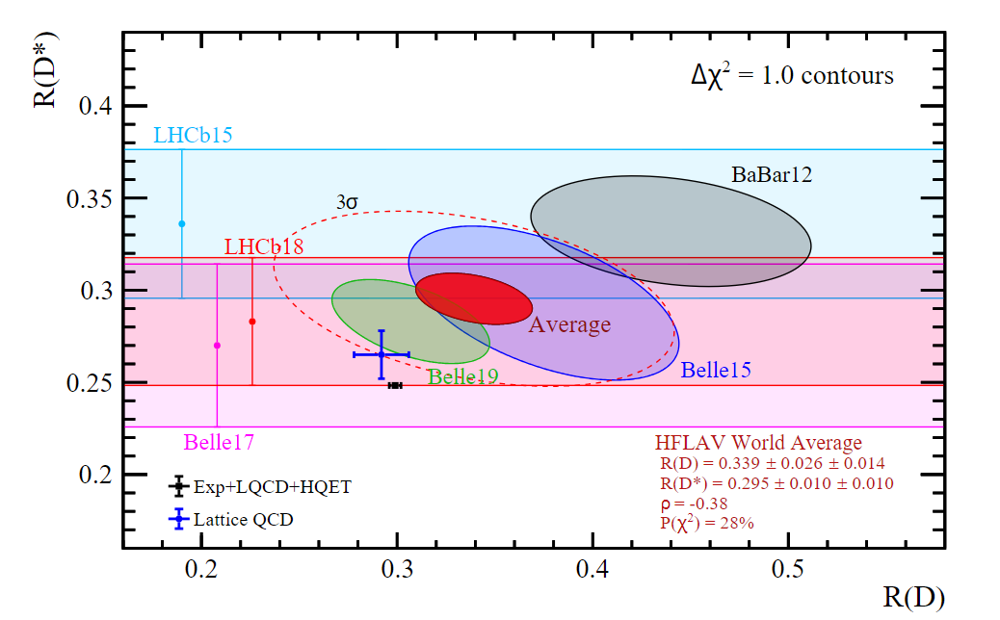 R(D*)
Δχ² = 1.0 contours
0.4
LHCb15
BaBar12
0.35
3σ
LHCb18
0.3
Average
Belle15
Belle19
0.25
Belle17
HFLAV World Average
R(D) = 0.339 ± 0.026 ± 0.014
R(D*) = 0.295 ± 0.010 ± 0.010
ρ = -0.38
P(χ²) = 28%
0.2
Exp+LQCD+HQET
Lattice QCD
0.2 0.3 0.4 0.5
R(D)